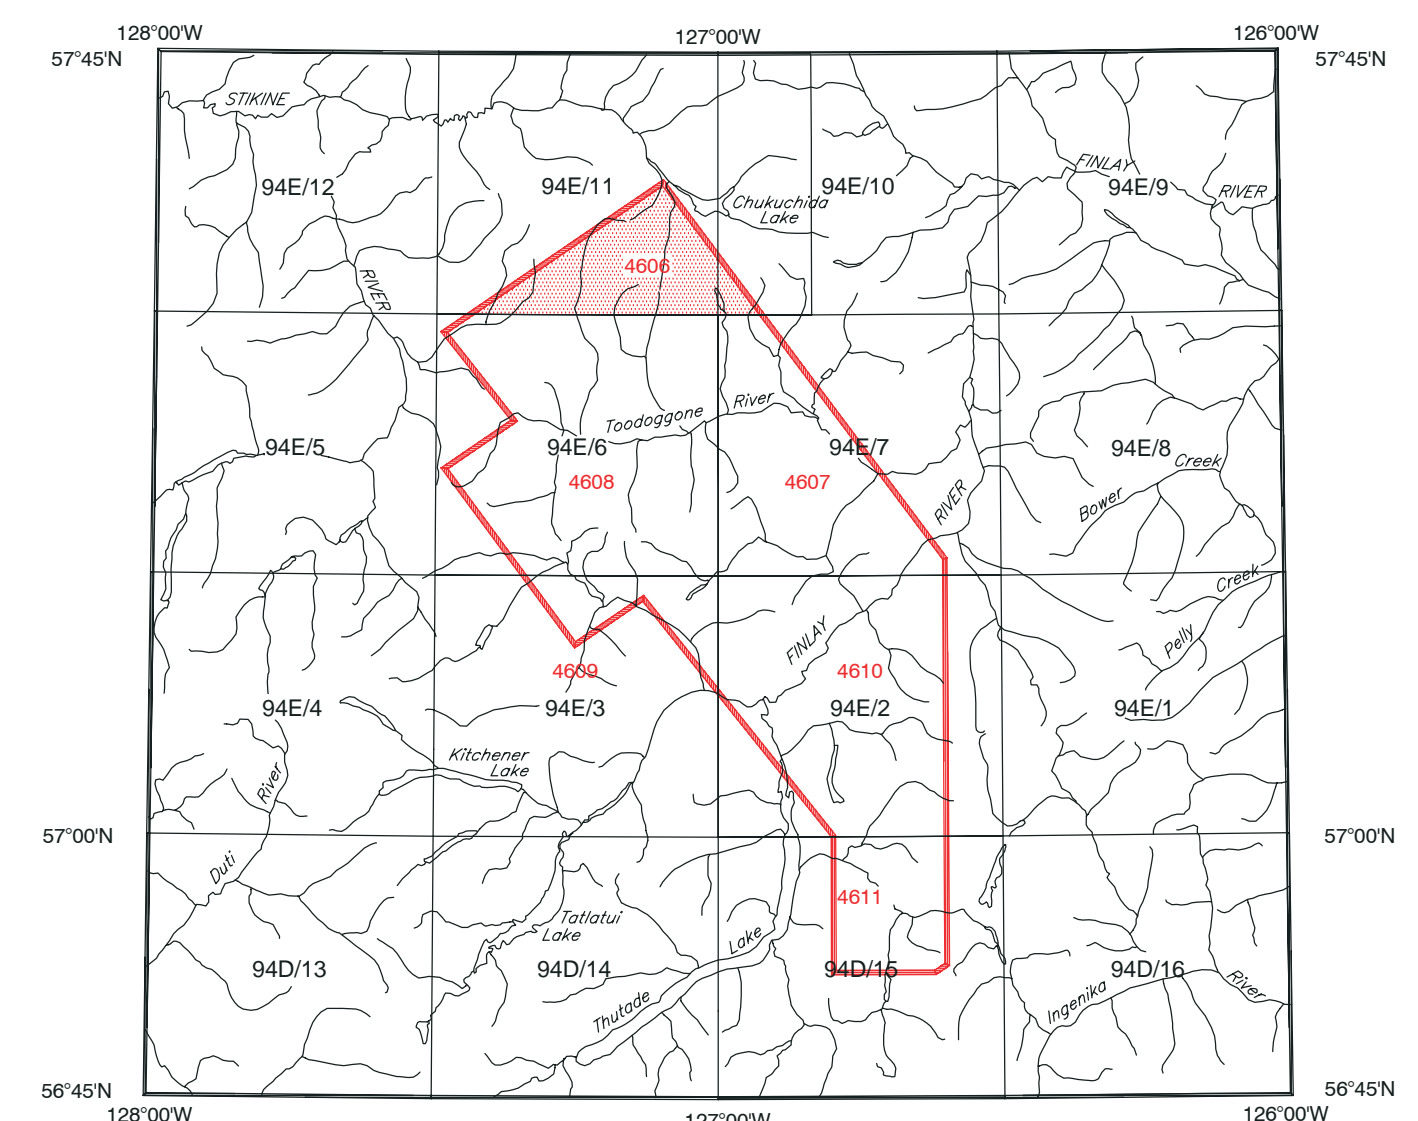 128°00'W
127°00'W
126°00'W
57°45'N
57°45'N
STIKINE
FINLAY
94E/12
94E/11
94E/10
94E/9
RIVER
Chukuchida
Lake
4606
RIVER
River
Toodoggone
94E/5
94E/6
94E/7
94E/8
Creek
4608
4607
RIVER
Bower
Creek
FINLAY
Pelly
4609
4610
94E/4
94E/3
94E/2
94E/1
Kitchener
Lake
River
57°00'N
57°00'N
Duti
4611
Tatlatui
Lake
Lake
94D/13
94D/14
94D/15
94D/16
River
Ingenika
Thutade
56°45'N
56°45'N
128°00'W
127°00'W
126°00'W